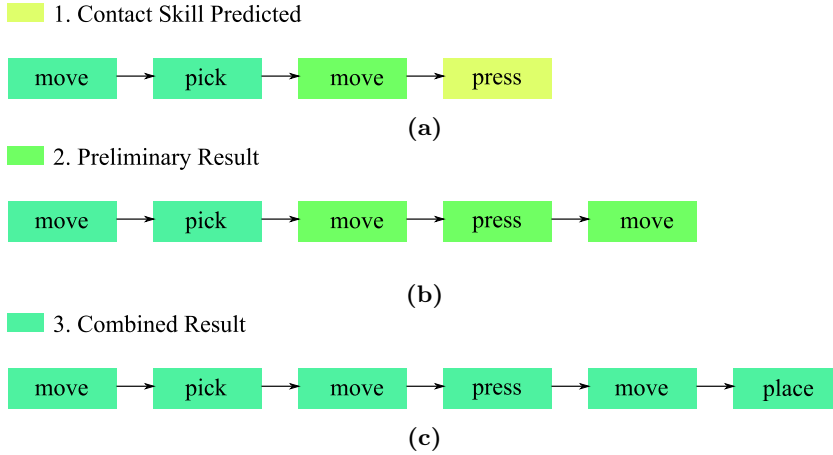 1. Contact Skill Predicted
move pick move press
(a)
2. Preliminary Result
move pick move press move
(b)
3. Combined Result
move pick move press move place
(c)